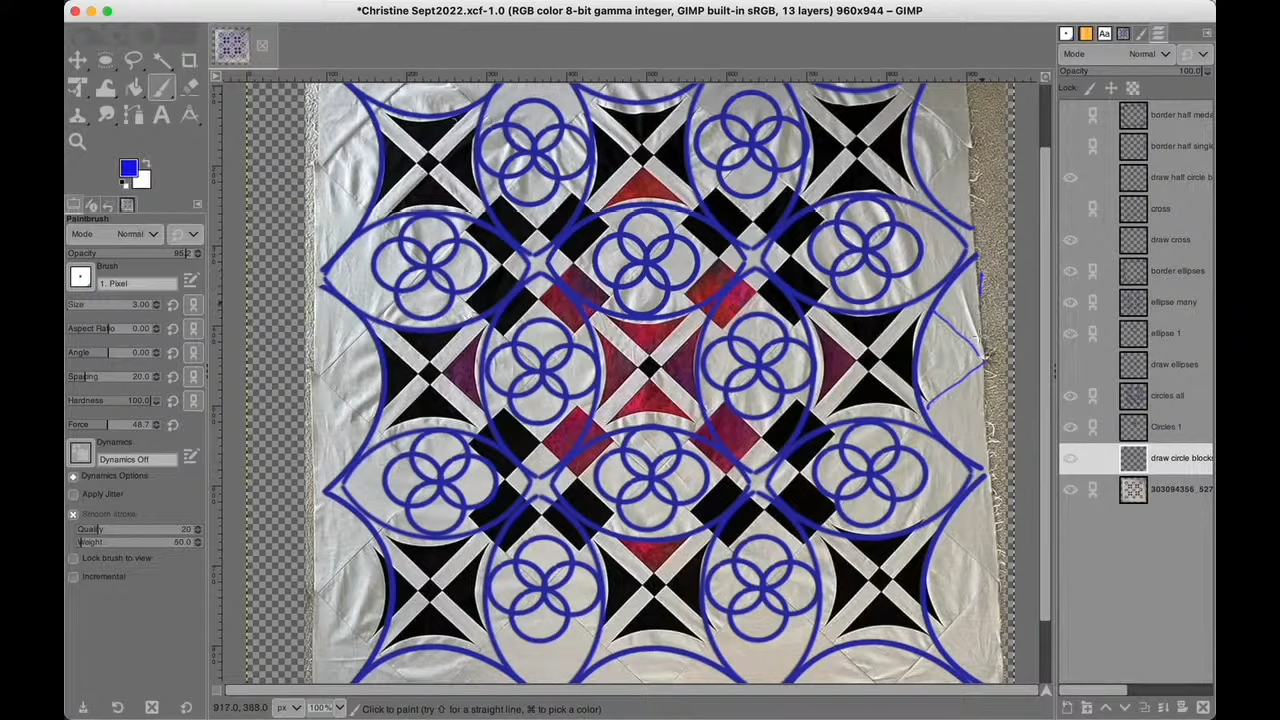 *Christine Sept2022.xcf-1.0 (RGB color 8-bit gamma integer, GIMP built-in sRGB, 13 layers) 960x944 – GIMP
Paintbrush
Mode Normal
Opacity 95.2
Brush
1. Pixel
Size 3.00
Aspect Ratio 0.00
Angle 0.00
Spacing 20.0
Hardness 100.0
Force 48.7
Dynamics
Dynamics Off
Dynamics Options
Apply Jitter
Smooth stroke
Quality 20
Weight 50.0
Lock brush to view
Incremental
917.0, 388.0 px 100% Click to paint (try ⇧ for a straight line, ⌘ to pick a color)
Aa
Mode Normal
Opacity 100.0
Lock:
border half meda
border half single
draw half circle b
cross
draw cross
border ellipses
ellipse many
ellipse 1
draw ellipses
circles all
Circles 1
draw circle blocks
303094356_527